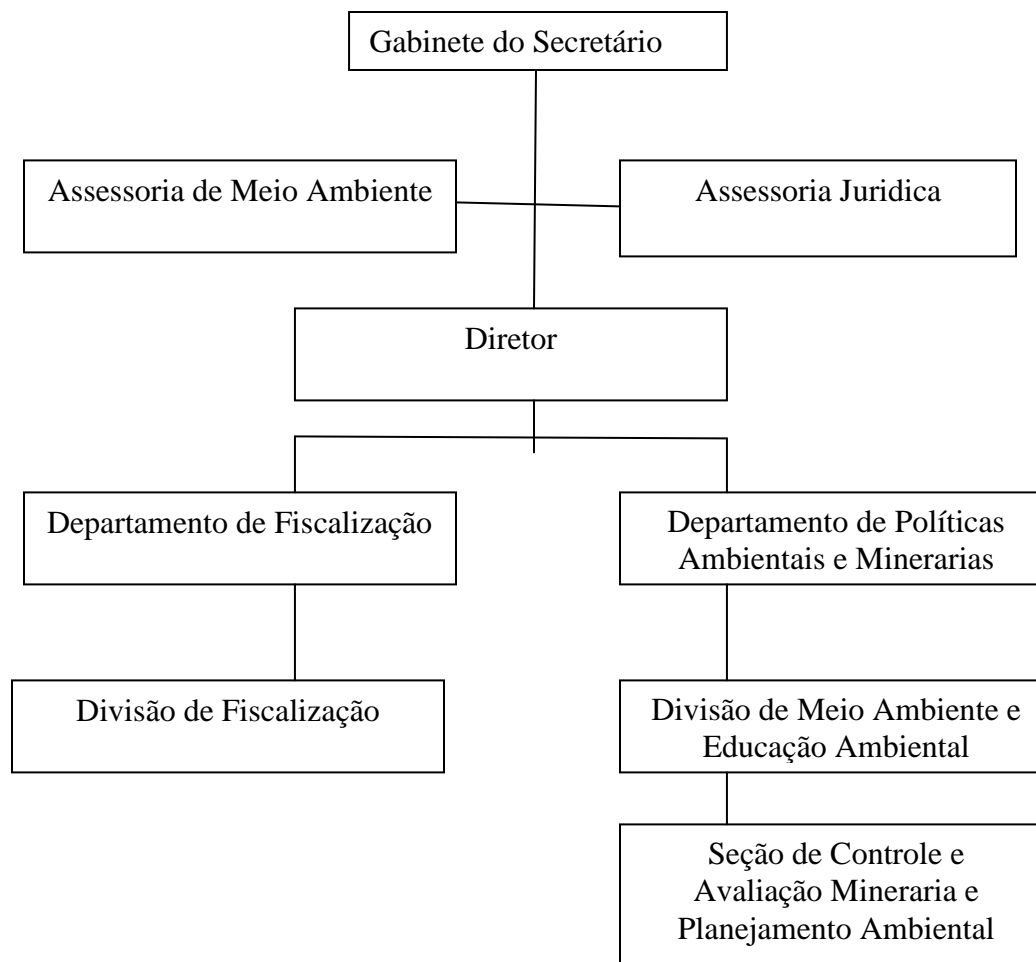 Gabinete do Secretário
Assessoria de Meio Ambiente
Assessoria Juridica
Diretor
Departamento de Fiscalização
Departamento de Políticas
Ambientais e Minerarias
Divisão de Fiscalização
Divisão de Meio Ambiente e
Educação Ambiental
Seção de Controle e
Avaliação Mineraria e
Planejamento Ambiental